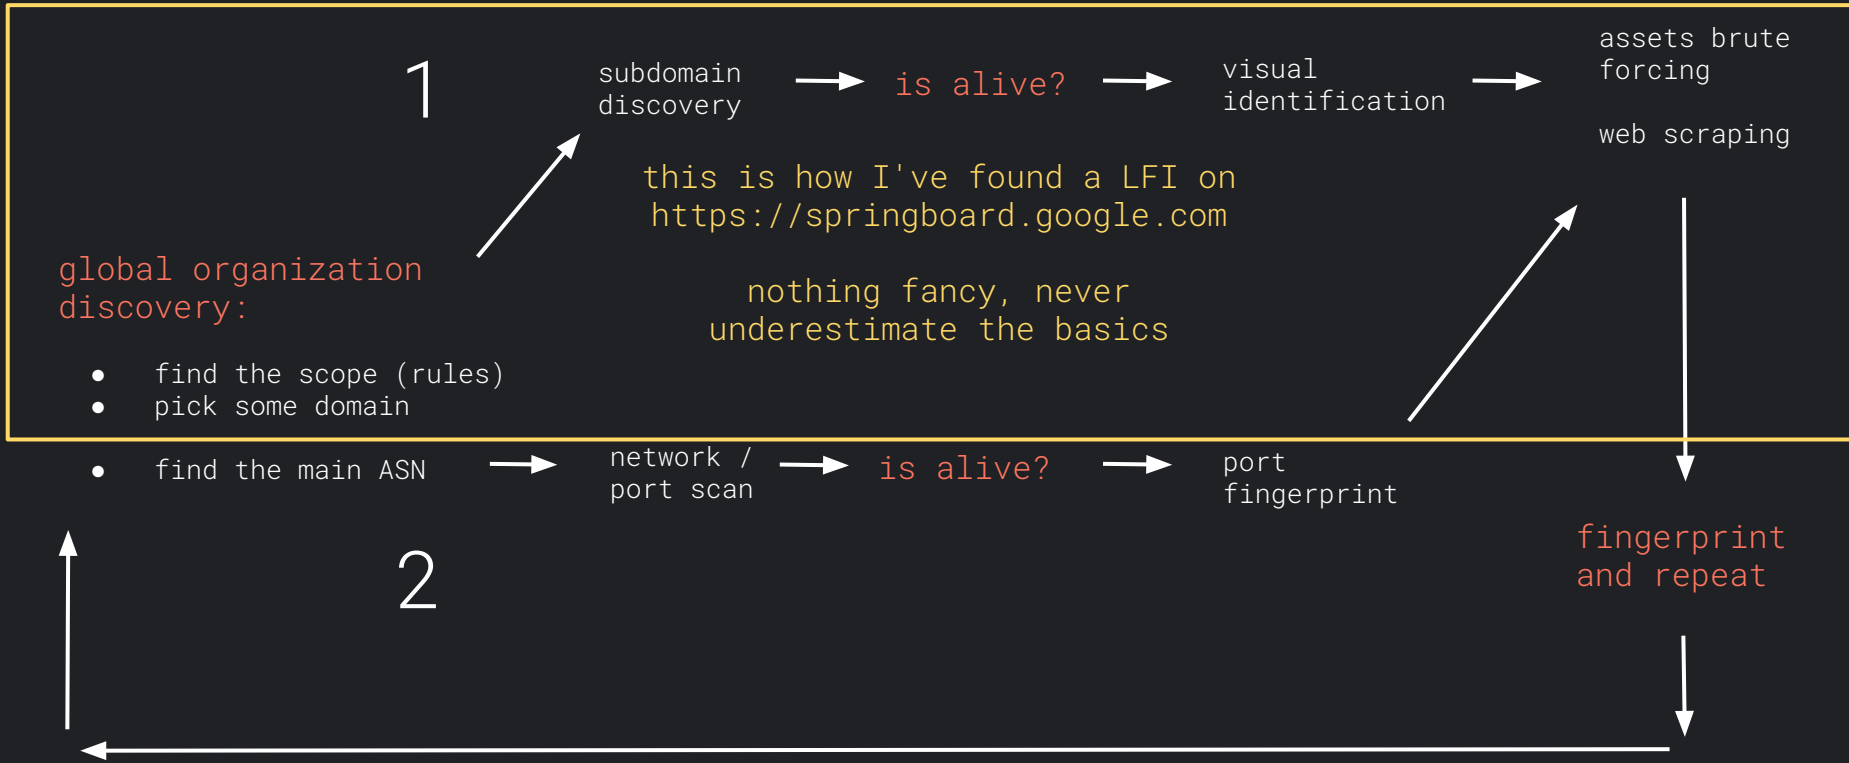 1
subdomain
discovery
is alive?
visual
identification
assets brute
forcing
web scraping
this is how I've found a LFI on
https://springboard.google.com
nothing fancy, never
underestimate the basics
global organization
discovery:
● find the scope (rules)
● pick some domain
● find the main ASN
network /
port scan
is alive?
port
fingerprint
2
fingerprint
and repeat